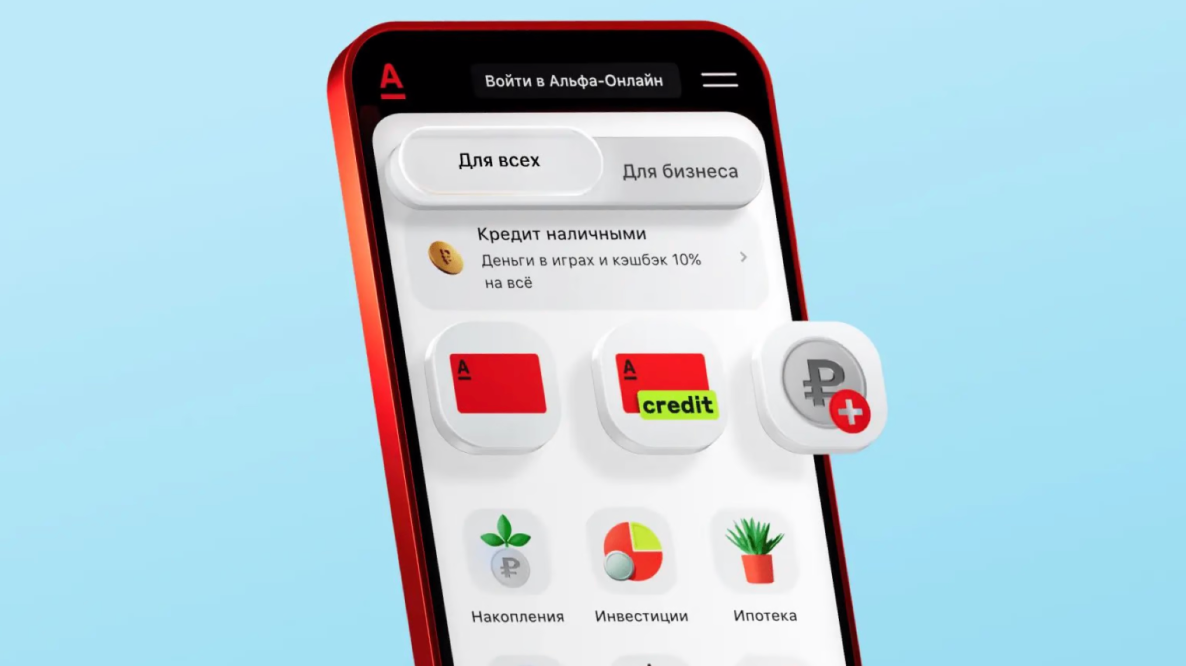 А
Войти в Альфа-Онлайн
Для всех
Для бизнеса
Кредит наличными
Деньги в играх и кэшбэк 10%
на всё
А
А
credit
₽
Накопления
Инвестиции
Ипотека